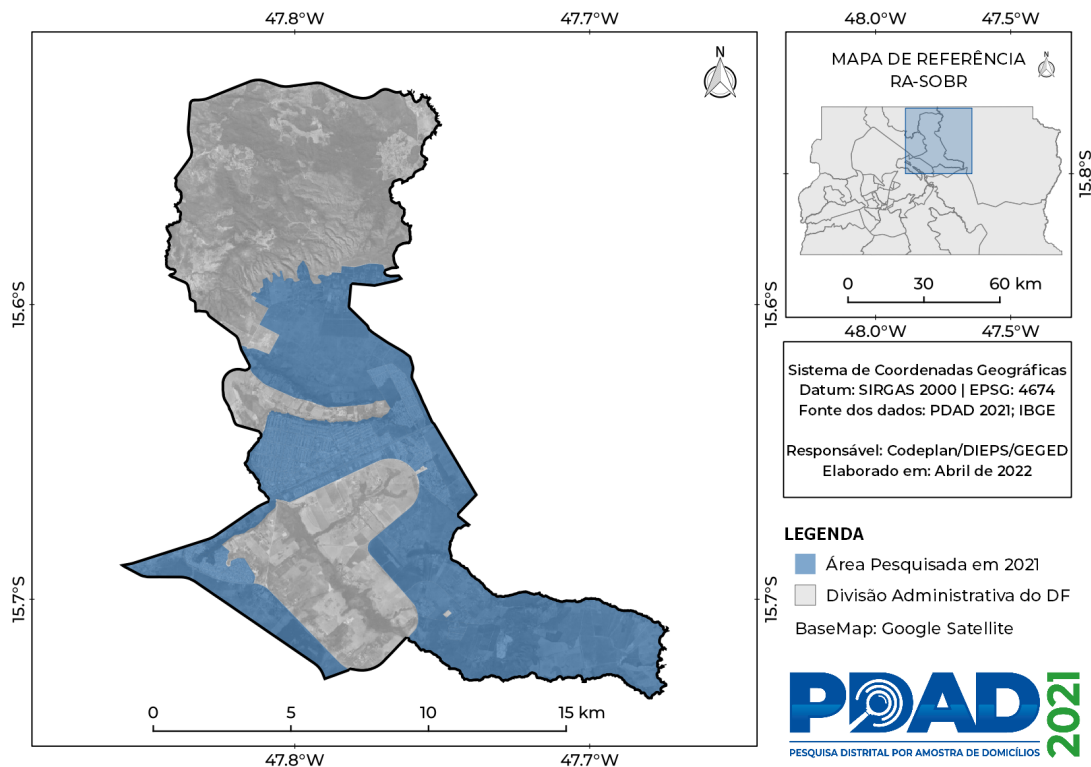 47.8°W 47.7°W
N
15.6°S 15.6°S
15.7°S 15.7°S
0 5 10 15 km
47.8°W 47.7°W
48.0°W 47.5°W
MAPA DE REFERÊNCIA
RA-SOBR
N
15.8°S
0 30 60 km
48.0°W 47.5°W
Sistema de Coordenadas Geográficas
Datum: SIRGAS 2000 | EPSG: 4674
Fonte dos dados: PDAD 2021; IBGE
Responsável: Codeplan/DIEPS/GEGED
Elaborado em: Abril de 2022
LEGENDA
Área Pesquisada em 2021
Divisão Administrativa do DF
BaseMap: Google Satellite
PDAD 2021
PESQUISA DISTRITAL POR AMOSTRA DE DOMICÍLIOS